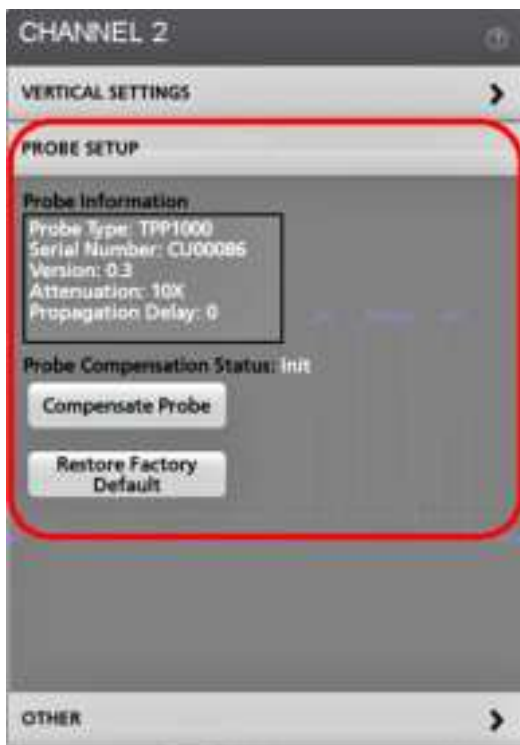 CHANNEL 2
VERTICAL SETTINGS
PROBE SETUP
Probe Information
Probe Type: TPP1000
Serial Number: CU00086
Version: 0.3
Attenuation: 10X
Propagation Delay: 0
Probe Compensation Status: Init
Compensate Probe
Restore Factory
Default
OTHER